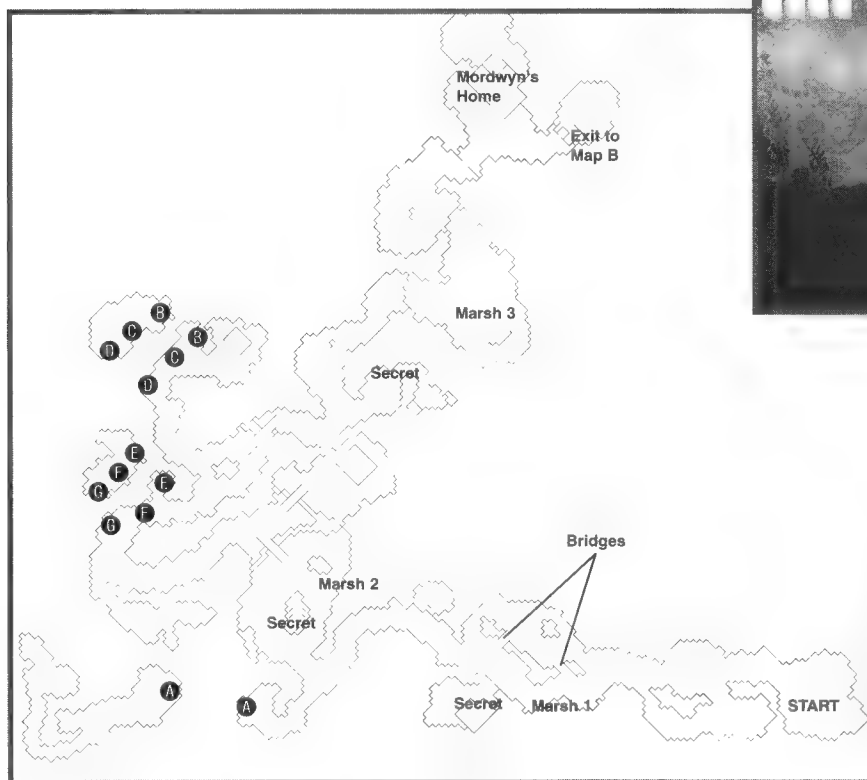 Mordwyn's
Home
Exit to
Map B
B
Marsh 3
C
B
D
C
Secret
D
E
F
E
G
F
G
Bridges
Marsh 2
Secret
A
A
Secret
Marsh 1
START